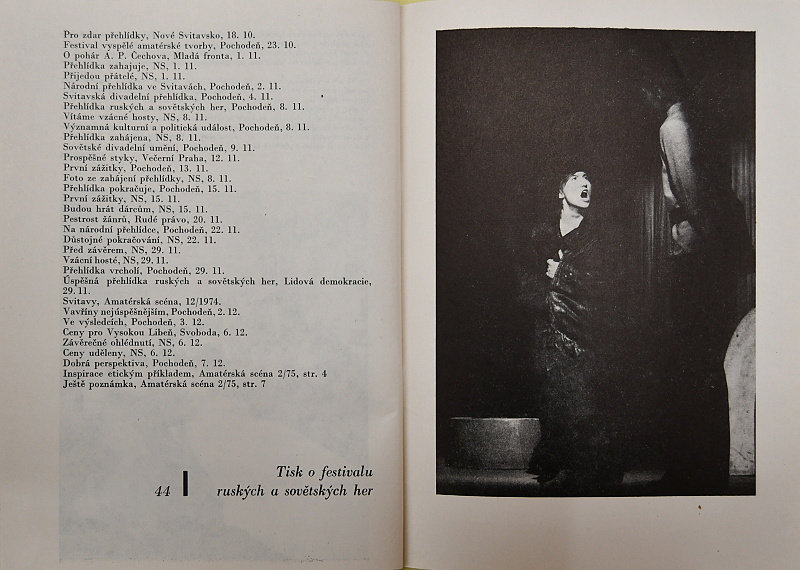 Pro zdar přehlídky, Nové Svitavsko, 18. 10.
Festival vyspělé amatérské tvorby, Pochodeň, 23. 10.
O pohár A. P. Čechova, Mladá fronta, 1. 11.
Přehlídka zahajuje, NS, 1. 11.
Přijedou přátelé, NS, 1. 11.
Národní přehlídka ve Svitavách, Pochodeň, 2. 11.
Svitavská divadelní přehlídka, Pochodeň, 4. 11.
Přehlídka ruských a sovětských her, Pochodeň, 8. 11.
Vítáme vzácné hosty, NS, 8. 11.
Významná kulturní a politická událost, Pochodeň, 8. 11.
Přehlídka zahájena, NS, 8. 11.
Sovětské divadelní umění, Pochodeň, 9. 11.
Prospěšné styky, Večerní Praha, 12. 11.
První zážitky, Pochodeň, 13. 11.
Foto ze zahájení přehlídky, NS, 8. 11.
Přehlídka pokračuje, Pochodeň, 15. 11.
První zážitky, NS, 15. 11.
Budou hrát dárcům, NS, 15. 11.
Pestrost žánrů, Rudé právo, 20. 11.
Na národní přehlídce, Pochodeň, 22. 11.
Důstojné pokračování, NS, 22. 11.
Před závěrem, NS, 29. 11.
Vzácní hosté, NS, 29. 11.
Přehlídka vrcholí, Pochodeň, 29. 11.
Úspěšná přehlídka ruských a sovětských her, Lidová demokracie,
29. 11.
Svitavy, Amatérská scéna, 12/1974.
Vavříny nejúspěšnějším, Pochodeň, 2. 12.
Ve výsledcích, Pochodeň, 3. 12.
Ceny pro Vysokou Libeň, Svoboda, 6. 12.
Závěrečné ohlédnutí, NS, 6. 12.
Ceny uděleny, NS, 6. 12.
Dobrá perspektiva, Pochodeň, 7. 12.
Inspirace etickým příkladem, Amatérská scéna 2/75, str. 4
Ještě poznámka, Amatérská scéna 2/75, str. 7
Tisk o festivalu
44 ruských a sovětských her